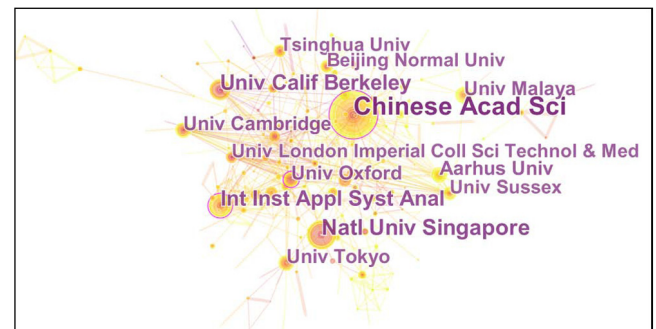 Tsinghua Univ
Beijing Normal Univ
Univ Calif Berkeley
Univ Malaya
Chinese Acad Sci
Univ Cambridge
Univ London Imperial Coll Sci Technol & Med
Aarhus Univ
Univ Oxford
Univ Sussex
Int Inst Appl Syst Anal
Natl Univ Singapore
Univ Tokyo